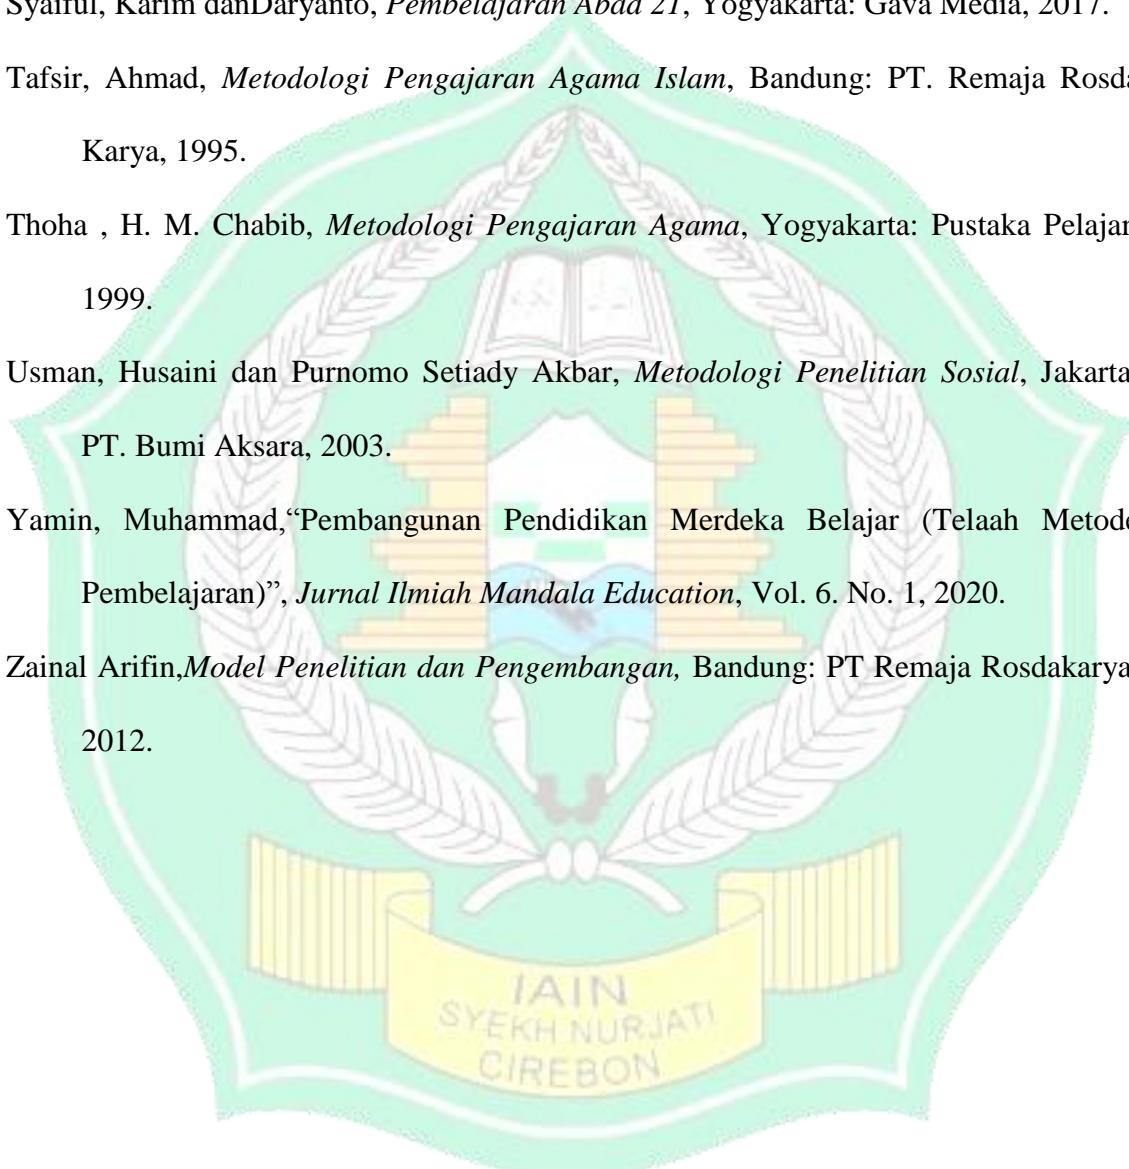 Syaiful, Karim danDaryanto, Pembelajaran Abad 21, Yogyakarta: Gava Media, 2017.
Tafsir, Ahmad, Metodologi Pengajaran Agama Islam, Bandung: PT. Remaja Rosda
Karya, 1995.
Thoha , H. M. Chabib, Metodologi Pengajaran Agama, Yogyakarta: Pustaka Pelajar
1999.
Usman, Husaini dan Purnomo Setiady Akbar, Metodologi Penelitian Sosial, Jakarta
PT. Bumi Aksara, 2003.
Yamin, Muhammad,“Pembangunan Pendidikan Merdeka Belajar (Telaah Metode
Pembelajaran)”, Jurnal Ilmiah Mandala Education, Vol. 6. No. 1, 2020.
Zainal Arifin,Model Penelitian dan Pengembangan, Bandung: PT Remaja Rosdakarya
2012.
IAIN
SYEKH NURJATI
CIREBON